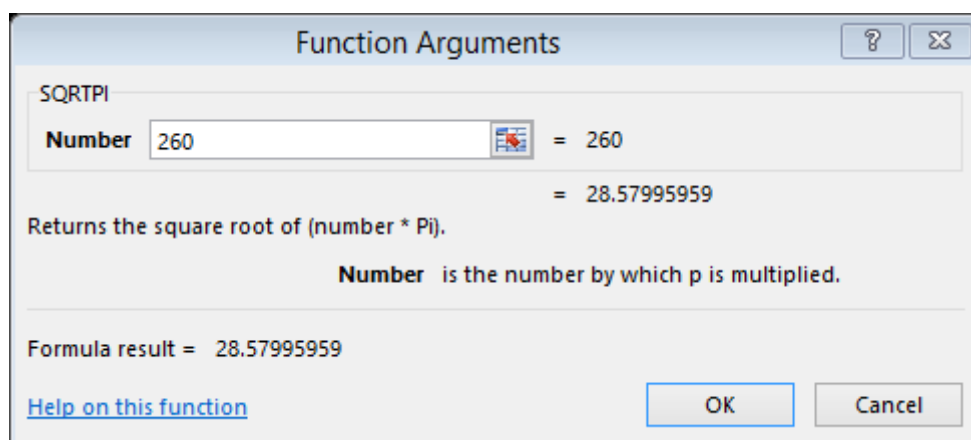 Function Arguments
SQRTPI
Number 260 = 260
= 28.57995959
Returns the square root of (number * Pi).
Number is the number by which p is multiplied.
Formula result = 28.57995959
Help on this function OK Cancel